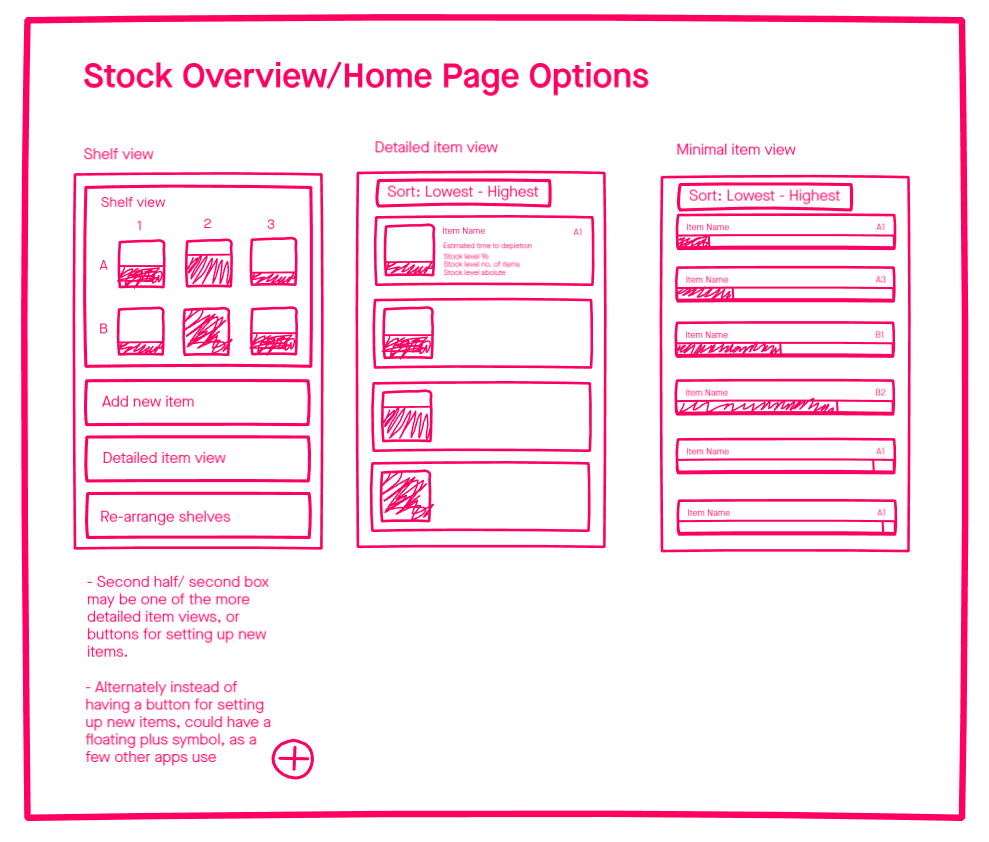 Stock Overview/Home Page Options
Shelf view
Shelf view
1 2 3
A
B
Add new item
Detailed item view
Re-arrange shelves
- Second half/ second box
may be one of the more
detailed item views, or
buttons for setting up new
items.
- Alternately instead of
having a button for setting
up new items, could have a
floating plus symbol, as a
few other apps use
Detailed item view
Sort: Lowest - Highest
Item Name A1
Estimated time to depletion
Stock level %
Stock level no. of items
Stock level abolute
Minimal item view
Sort: Lowest - Highest
Item Name A1
Item Name A3
Item Name B1
Item Name B2
Item Name A1
Item Name A1